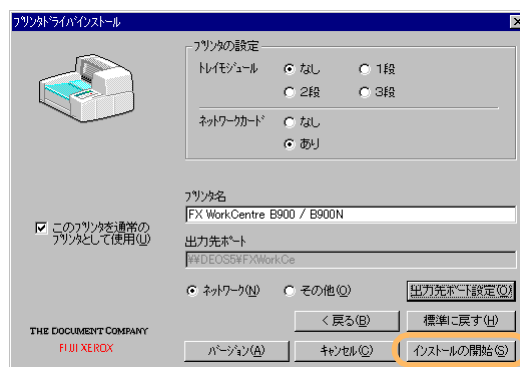 プリンタドライバインストール
プリンタの設定
トレイモジュール
なし
1段
2段
3段
ネットワークカード
なし
あり
プリンタ名
FX WorkCentre B900 / B900N
このプリンタを通常の
プリンタとして使用(U)
出力先ポート
¥¥DEOS5¥FXWorkCe
ネットワーク(N)
その他(O)
出力先ポート設定(O)
< 戻る(B)
標準に戻す(H)
THE DOCUMENT COMPANY
FUJI XEROX
バージョン(A)
キャンセル(C)
インストールの開始(S)